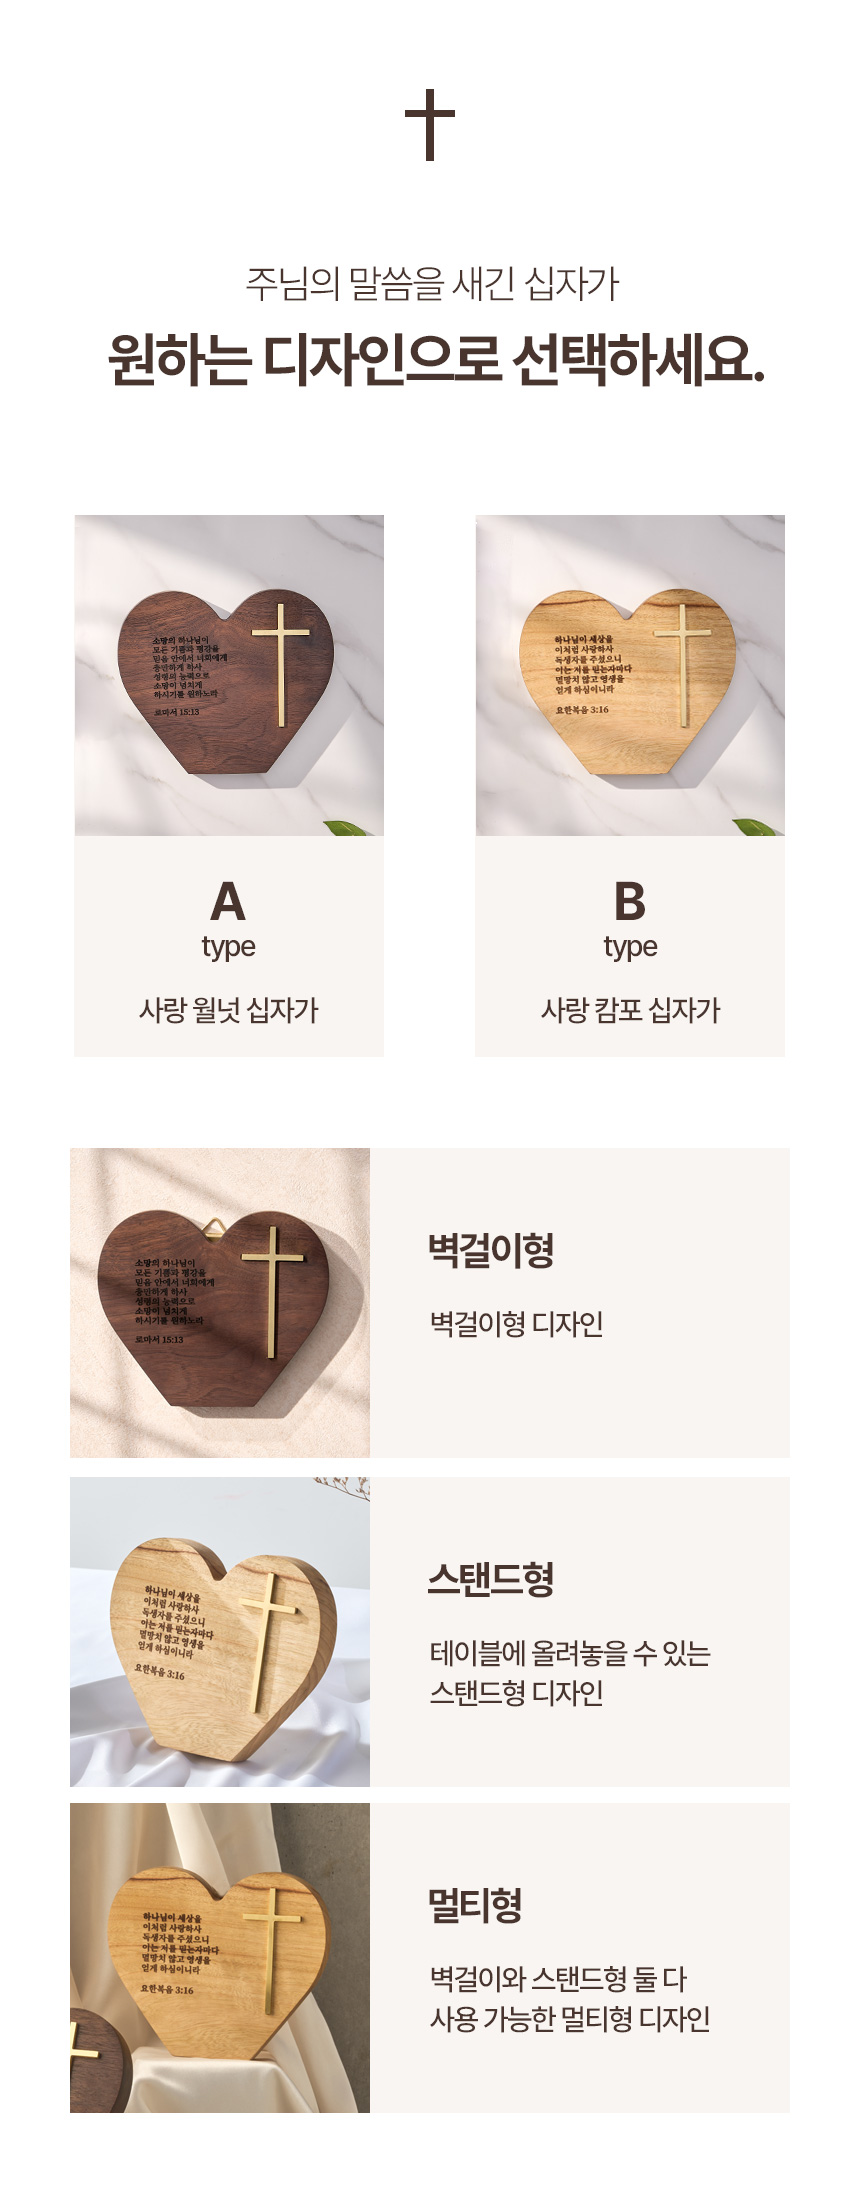 주님의 말씀을 새긴 십자가
원하는 디자인으로 선택하세요.
소망의 하나님이
모든 기쁨과 평강을
믿음 안에서 너희에게
충만하게 하사
성령의 능력으로
소망이 넘치게
하시기를 원하노라
로마서 15:13
하나님이 세상을
이처럼 사랑하사
독생자를 주셨으니
이는 저를 믿는자마다
멸망치 않고 영생을
얻게 하심이니라
요한복음 3:16
A
type
사랑 월넛 십자가
B
type
사랑 캄포 십자가
소망의 하나님이
모든 기쁨과 평강을
믿음 안에서 너희에게
충만하게 하사
성령의 능력으로
소망이 넘치게
하시기를 원하노라
로마서 15:13
벽걸이형
벽걸이형 디자인
하나님이 세상을
이처럼 사랑하사
독생자를 주셨으니
이는 저를 믿는자마다
멸망치 않고 영생을
얻게 하심이니라
요한복음 3:16
스탠드형
테이블에 올려놓을 수 있는
스탠드형 디자인
하나님이 세상을
이처럼 사랑하사
독생자를 주셨으니
이는 저를 믿는자마다
멸망치 않고 영생을
얻게 하심이니라
요한복음 3:16
멀티형
벽걸이와 스탠드형 둘 다
사용 가능한 멀티형 디자인